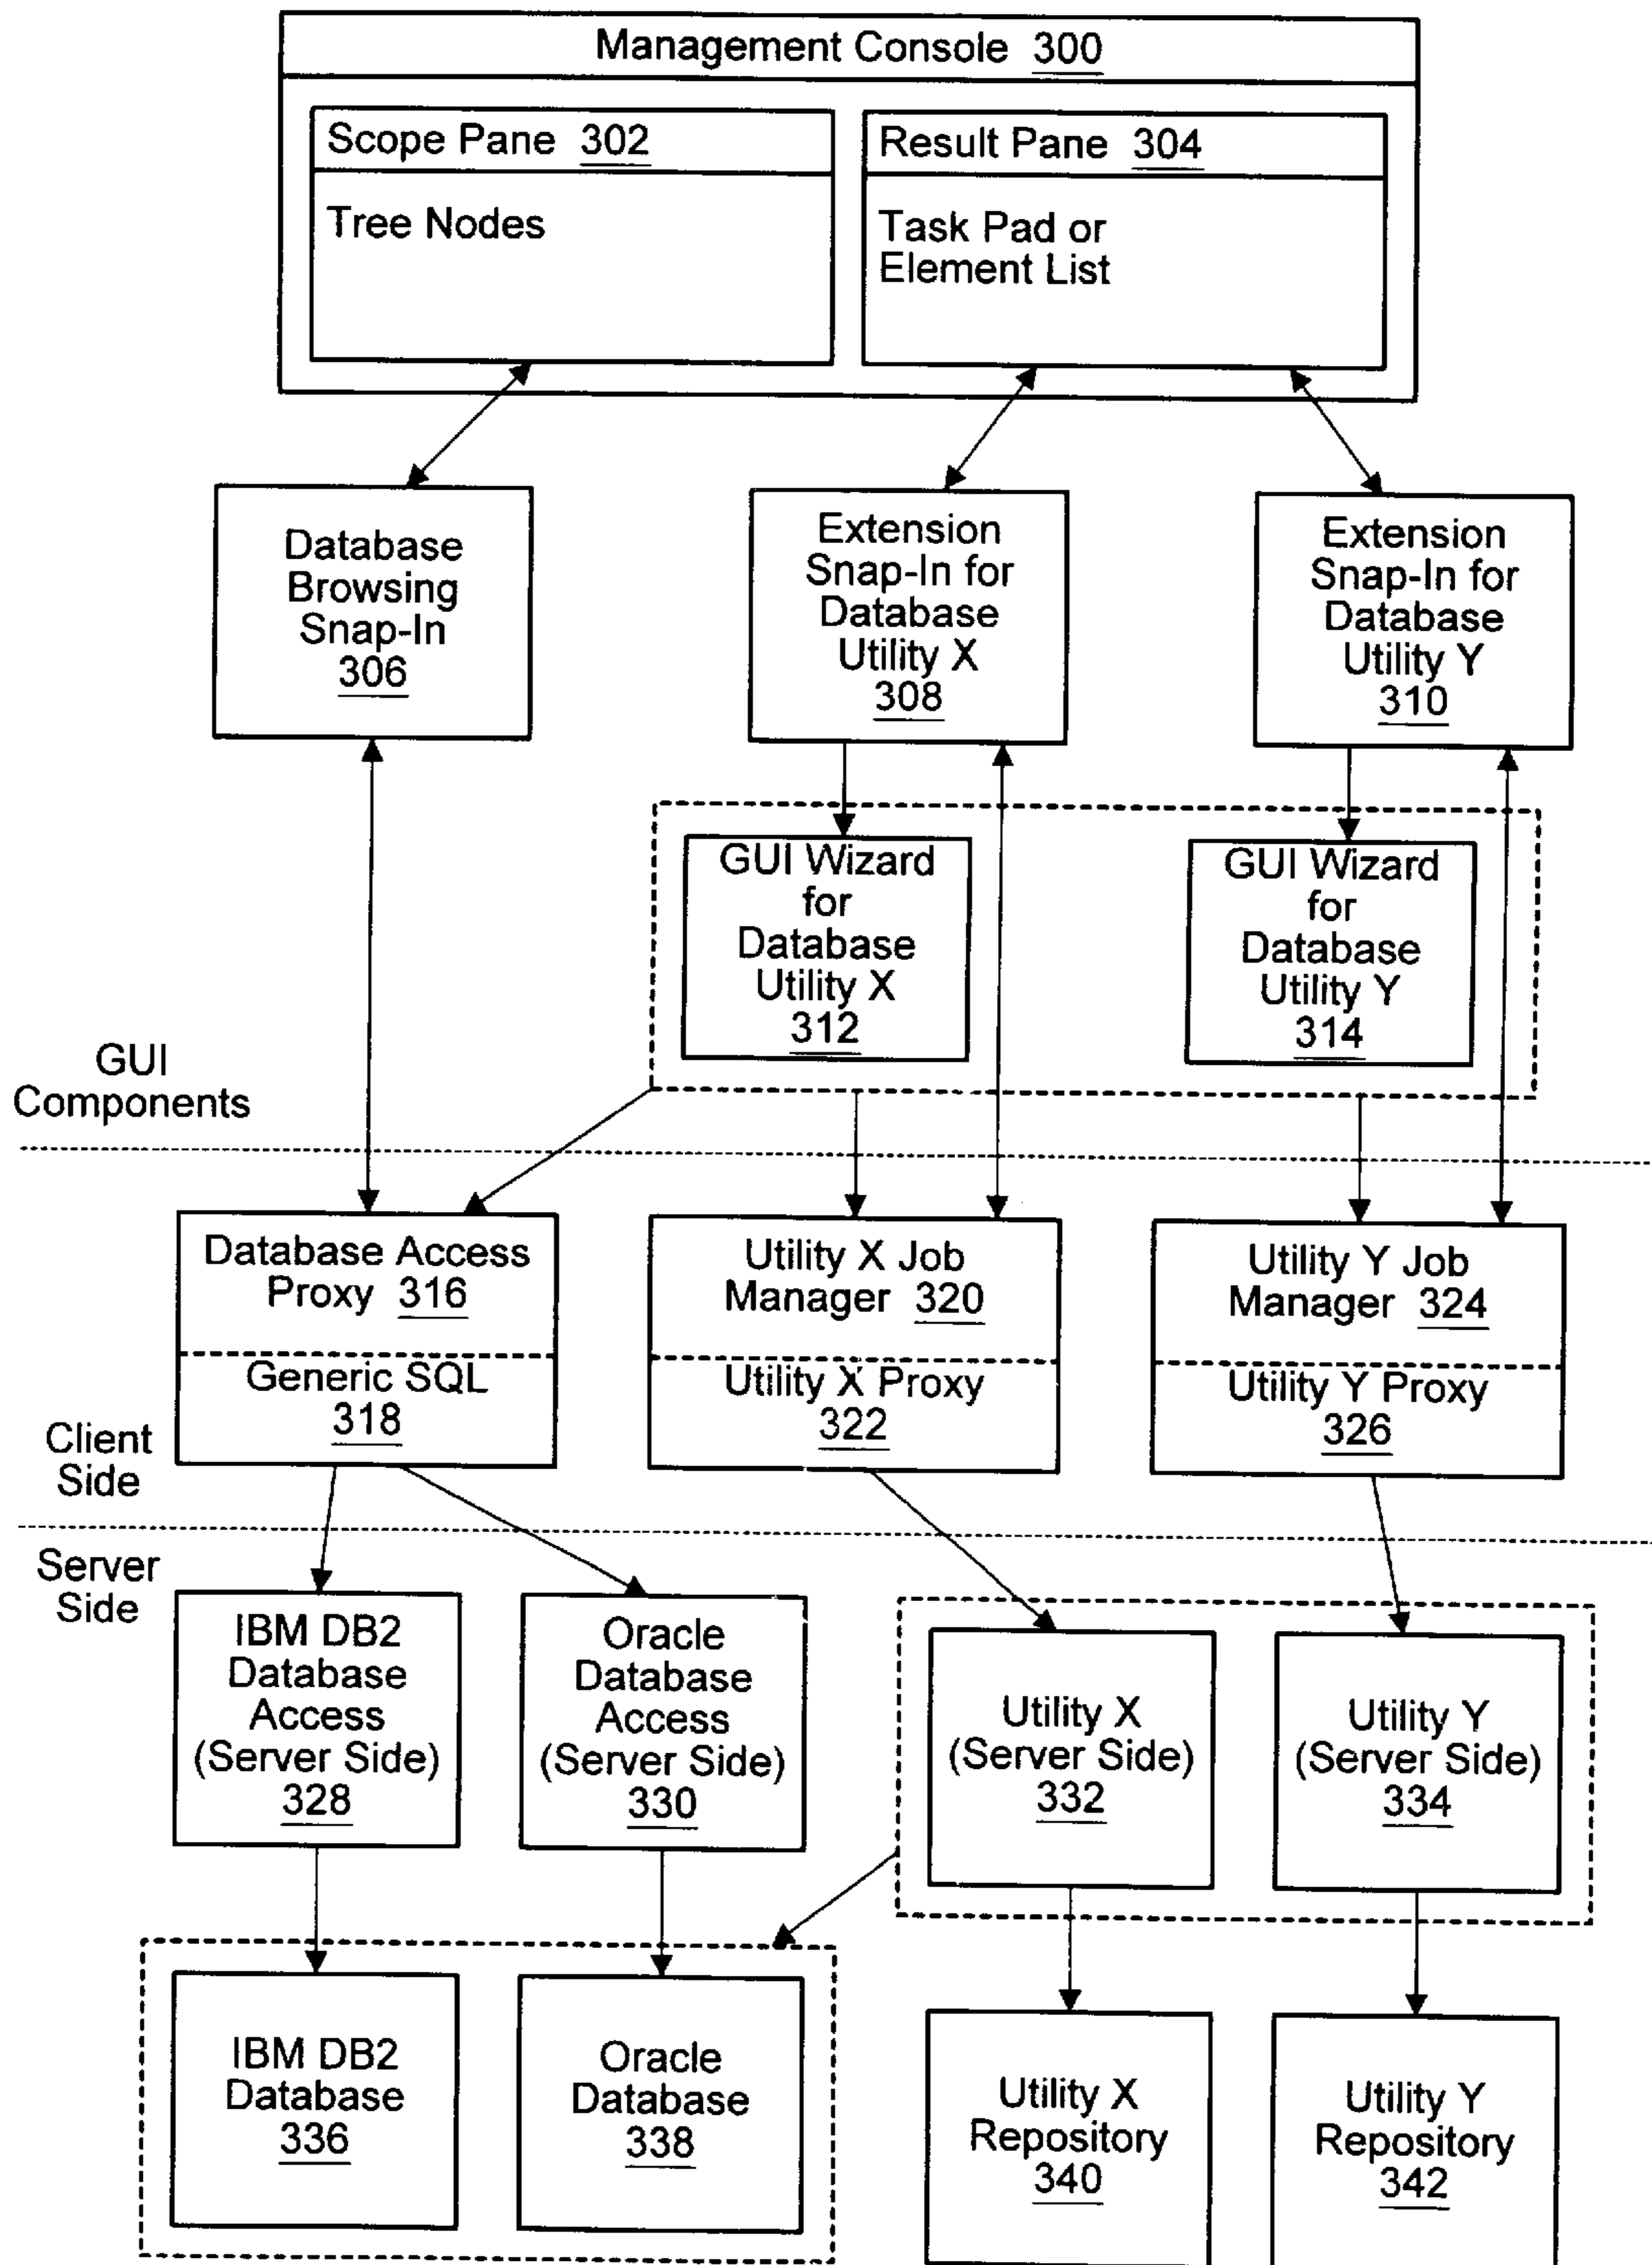 Management Console 300
Scope Pane 302
Tree Nodes
Result Pane 304
Task Pad or
Element List
Database
Browsing
Snap-In
306
Extension
Snap-In for
Database
Utility X
308
Extension
Snap-In for
Database
Utility Y
310
GUI Wizard
for
Database
Utility X
312
GUI Wizard
for
Database
Utility Y
314
GUI
Components
Database Access
Proxy 316
Generic SQL
318
Utility X Job
Manager 320
Utility X Proxy
322
Utility Y Job
Manager 324
Utility Y Proxy
326
Client
Side
Server
Side
IBM DB2
Database
Access
(Server Side)
328
Oracle
Database
Access
(Server Side)
330
Utility X
(Server Side)
332
Utility Y
(Server Side)
334
IBM DB2
Database
336
Oracle
Database
338
Utility X
Repository
340
Utility Y
Repository
342